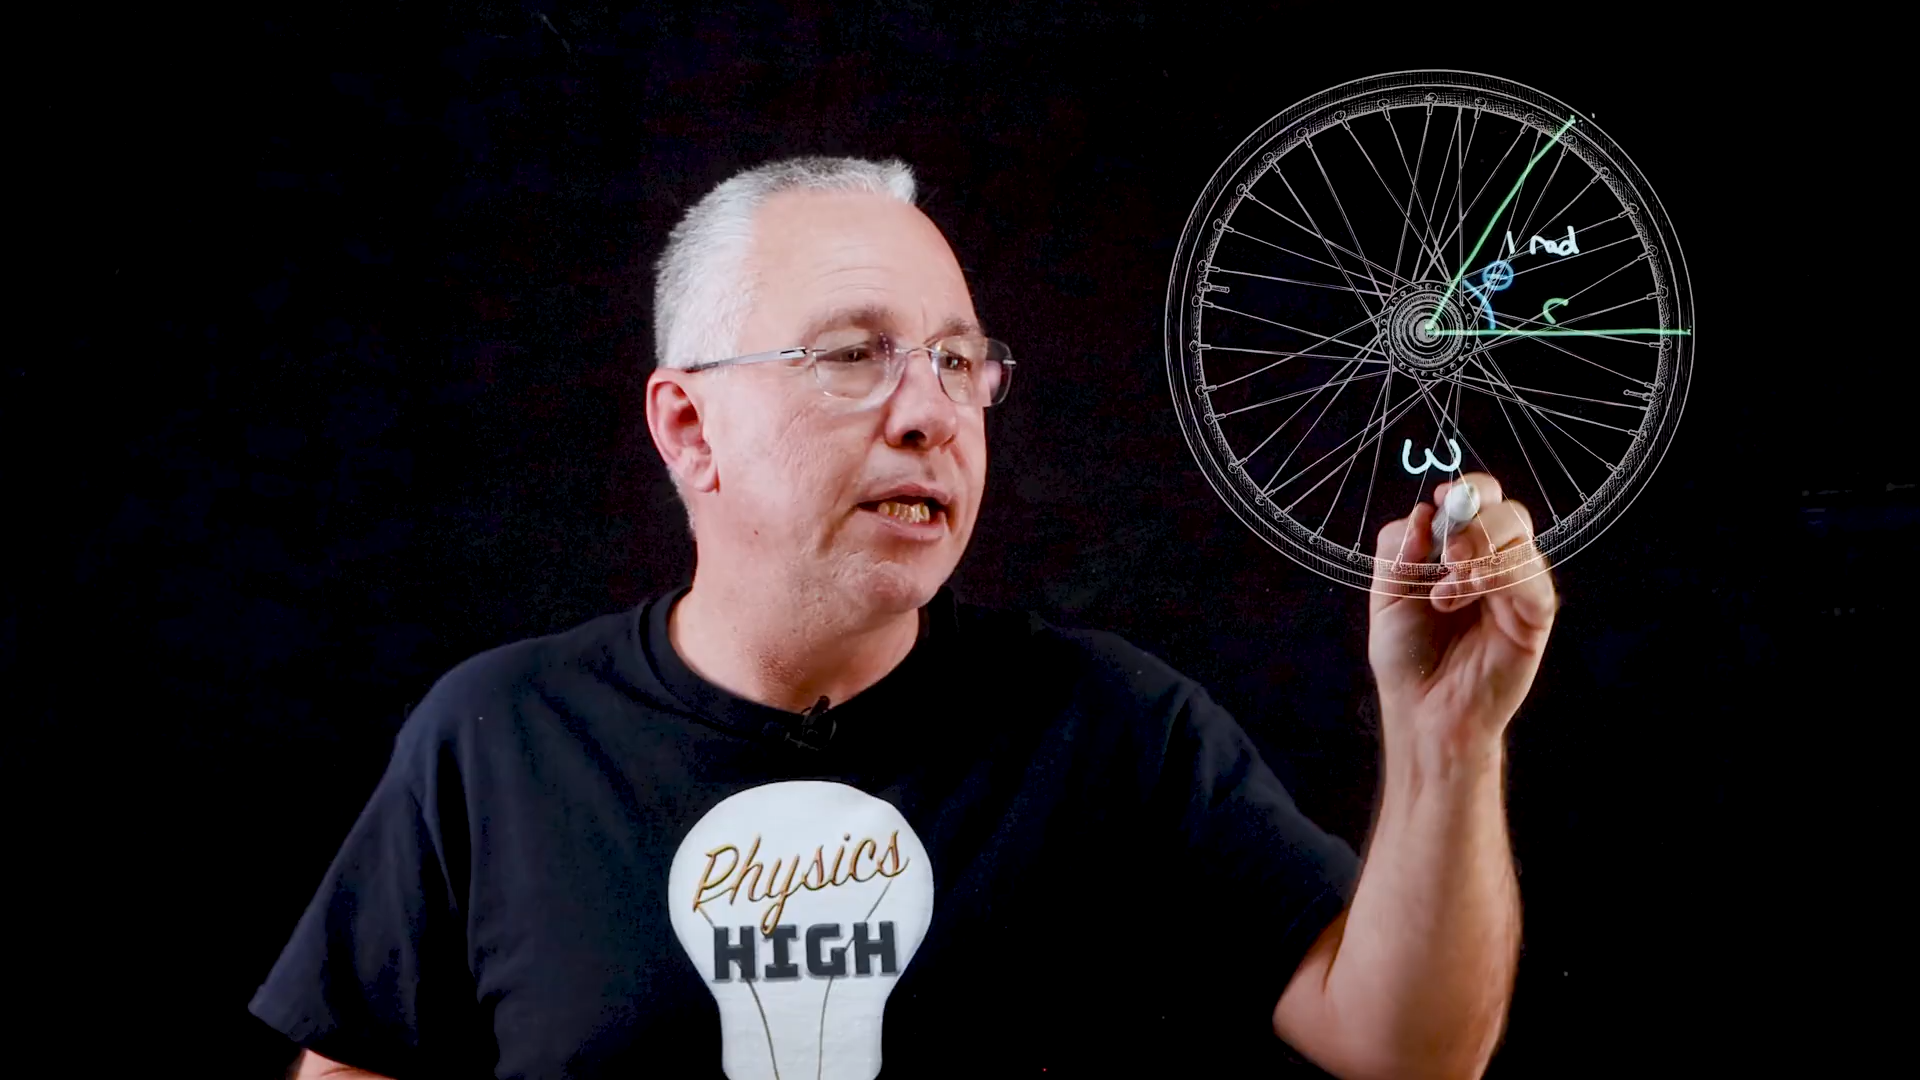 1 rad
θ
r
ω
Physics
HIGH